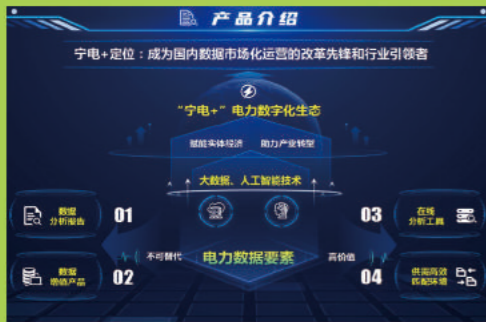 产品介绍
宁电+定位：成为国内数据市场化运营的改革先锋和行业引领者
“宁电+”电力数字化生态
赋能实体经济 助力产业转型
大数据、人工智能技术
数据
分析报告
01
03
在线
分析工具
不可替代
电力数据要素
高价值
数据
增值产品
02
04
供需高效
匹配环境